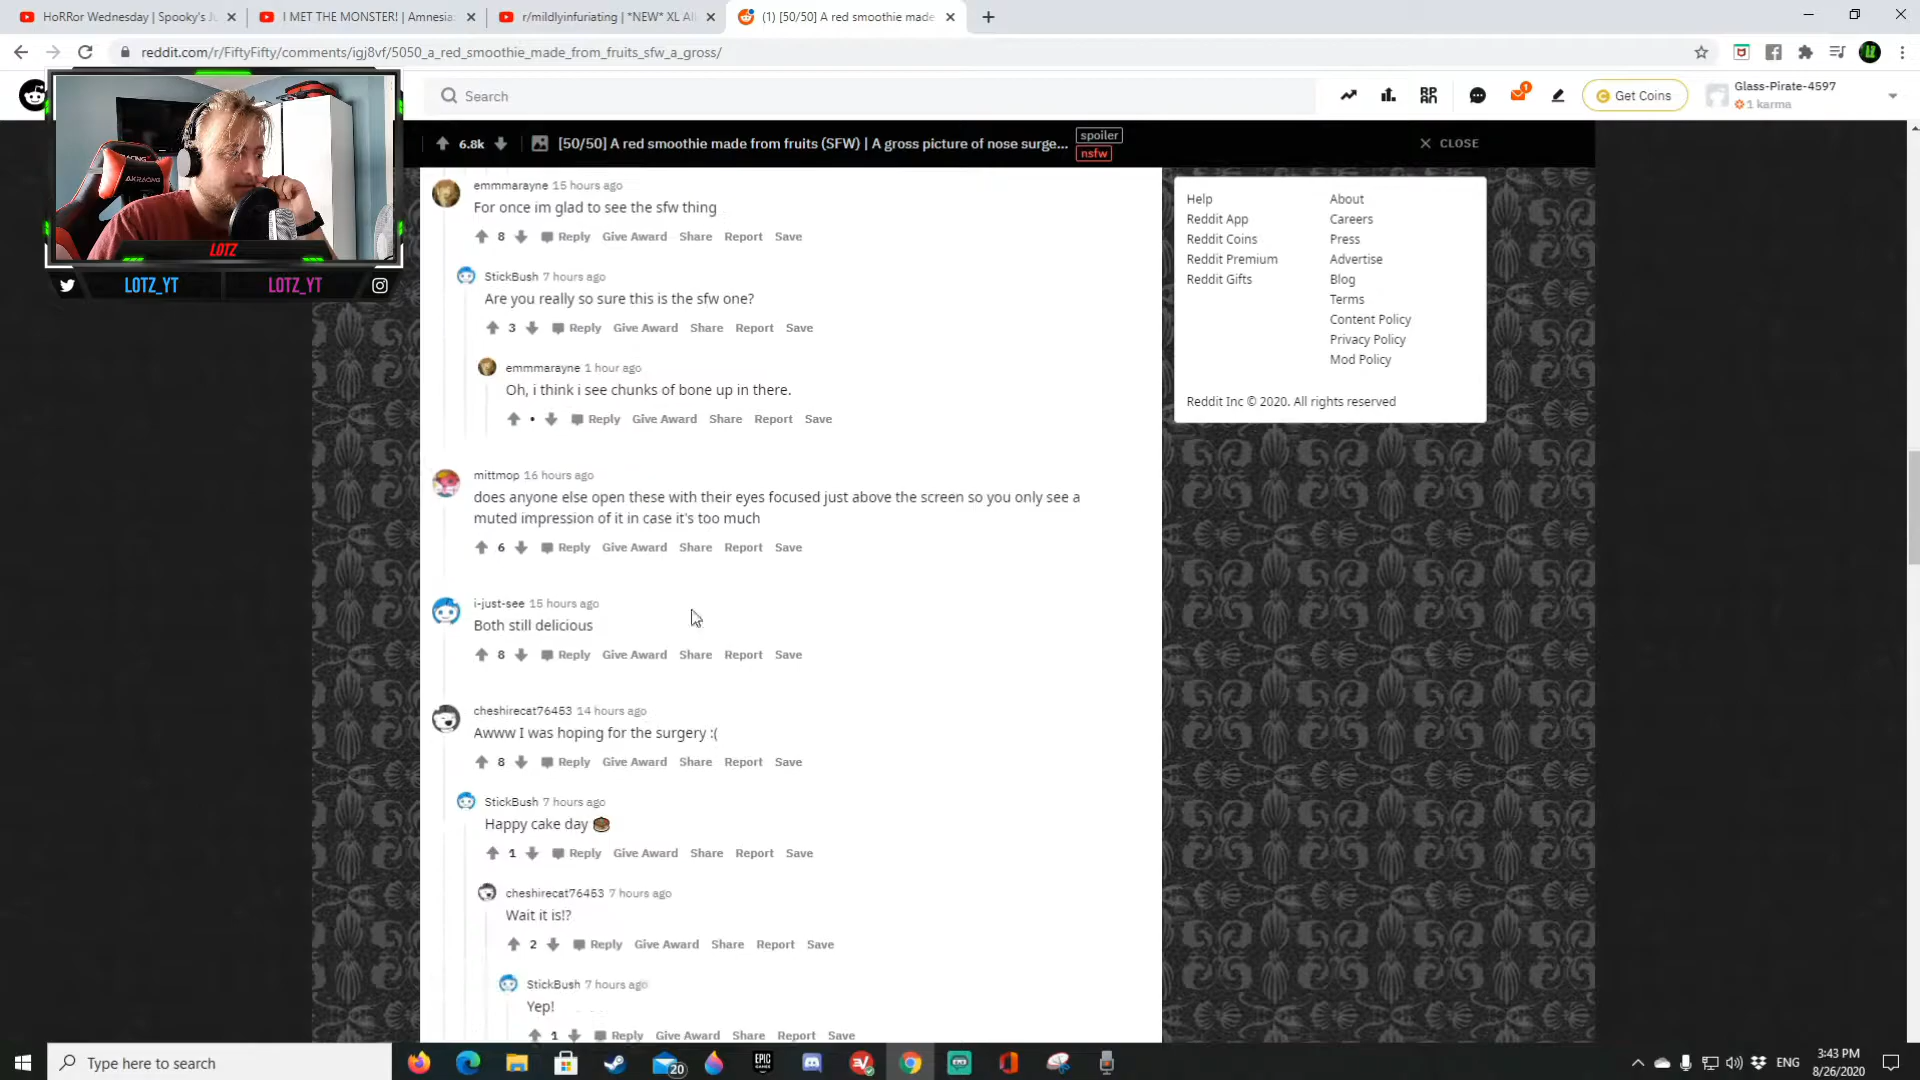 HoRRor Wednesday | Spooky's J
I MET THE MONSTER! | Amnesia:
r/mildlyinfuriating | *NEW* XL All
(1) [50/50] A red smoothie made
reddit.com/r/FiftyFifty/comments/igj8vf/5050_a_red_smoothie_made_from_fruits_sfw_a_gross/
Search
Get Coins
Glass-Pirate-4597
1 karma
6.8k
[50/50] A red smoothie made from fruits (SFW) | A gross picture of nose surge...
spoiler
nsfw
CLOSE
AKRACING
LOTZ
LOTZ_YT
LOTZ_YT
emmmarayne 15 hours ago
For once im glad to see the sfw thing
8 Reply Give Award Share Report Save
StickBush 7 hours ago
Are you really so sure this is the sfw one?
3 Reply Give Award Share Report Save
emmmarayne 1 hour ago
Oh, i think i see chunks of bone up in there.
• Reply Give Award Share Report Save
mittmop 16 hours ago
does anyone else open these with their eyes focused just above the screen so you only see a
muted impression of it in case it's too much
6 Reply Give Award Share Report Save
i-just-see 15 hours ago
Both still delicious
8 Reply Give Award Share Report Save
cheshirecat76453 14 hours ago
Awww I was hoping for the surgery :(
8 Reply Give Award Share Report Save
StickBush 7 hours ago
Happy cake day
1 Reply Give Award Share Report Save
cheshirecat76453 7 hours ago
Wait it is!?
2 Reply Give Award Share Report Save
StickBush 7 hours ago
Yep!
1 Reply Give Award Share Report Save
Help About
Reddit App Careers
Reddit Coins Press
Reddit Premium Advertise
Reddit Gifts Blog
Terms
Content Policy
Privacy Policy
Mod Policy
Reddit Inc © 2020. All rights reserved
Type here to search
20
EPIC
ENG
3:43 PM
8/26/2020